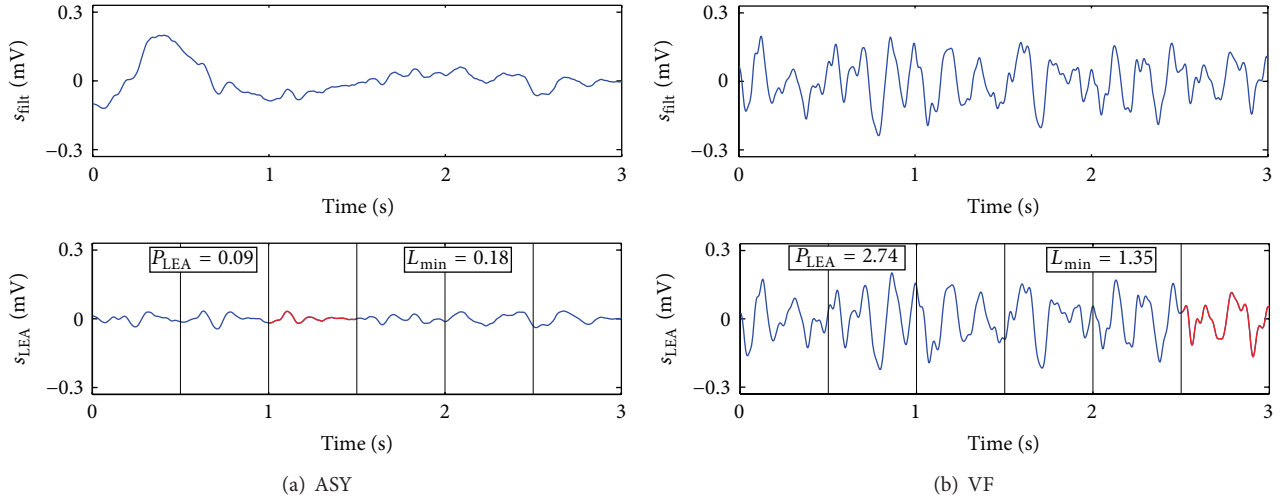 0.3
0
−0.3
s_filt (mV)
0 1 2 3
Time (s)
0.3
0
−0.3
s_LEA (mV)
P_LEA = 0.09
L_min = 0.18
0 1 2 3
Time (s)
(a) ASY
0.3
0
−0.3
s_filt (mV)
0 1 2 3
Time (s)
0.3
0
−0.3
s_LEA (mV)
P_LEA = 2.74
L_min = 1.35
0 1 2 3
Time (s)
(b) VF